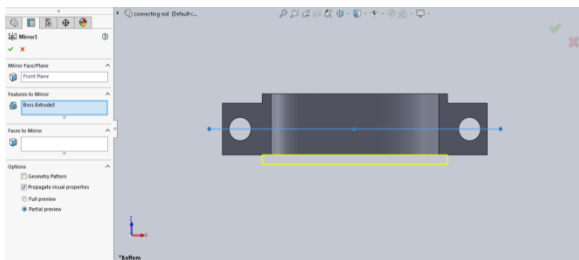 connecting rod (Default<...
Mirror1
Mirror Face/Plane
Front Plane
Features to Mirror
Boss-Extrude3
Faces to Mirror
Options
Geometry Pattern
Propagate visual properties
Full preview
Partial preview
*Bottom